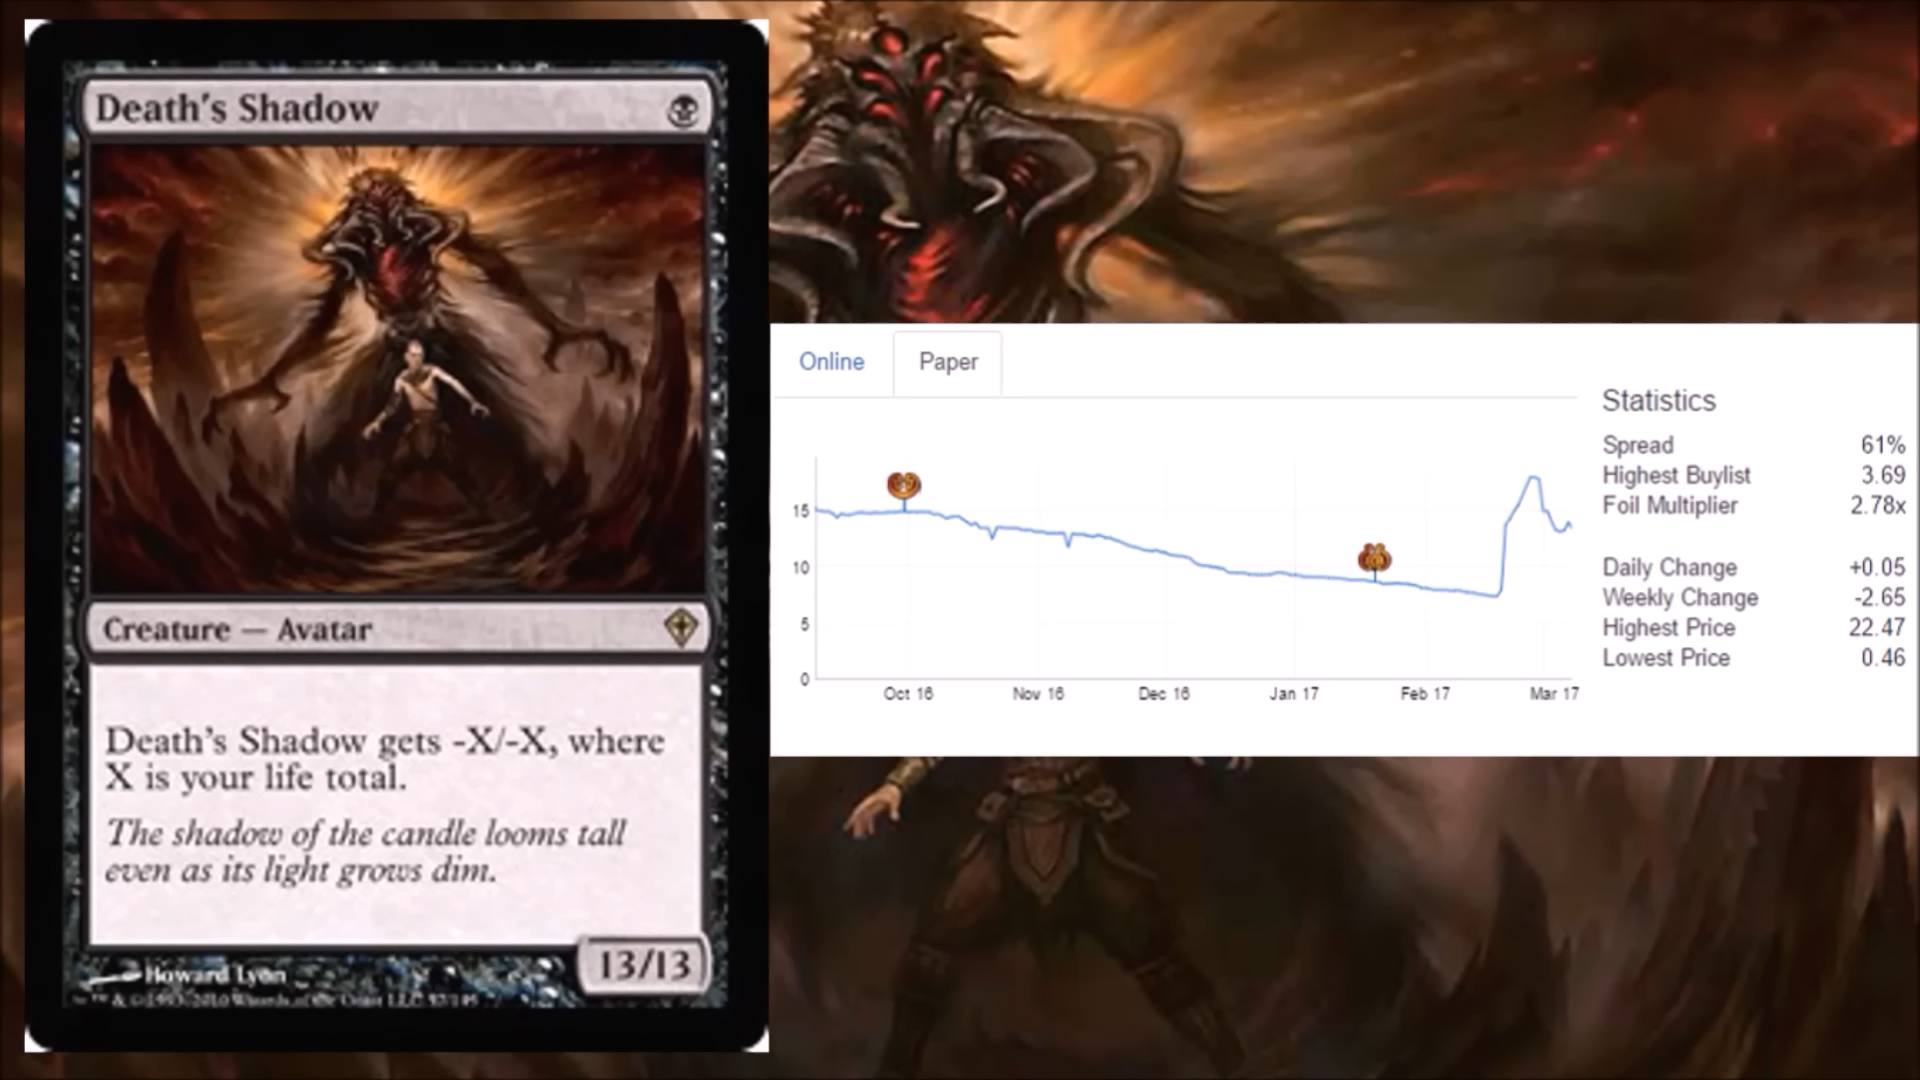 Death's Shadow
Creature — Avatar
Death's Shadow gets -X/-X, where
X is your life total.
The shadow of the candle looms tall
even as its light grows dim.
13/13
Howard Lyon
Online
Paper
15
10
5
0
Oct 16
Nov 16
Dec 16
Jan 17
Feb 17
Mar 17
Statistics
Spread 61%
Highest Buylist 3.69
Foil Multiplier 2.78x
Daily Change +0.05
Weekly Change -2.65
Highest Price 22.47
Lowest Price 0.46